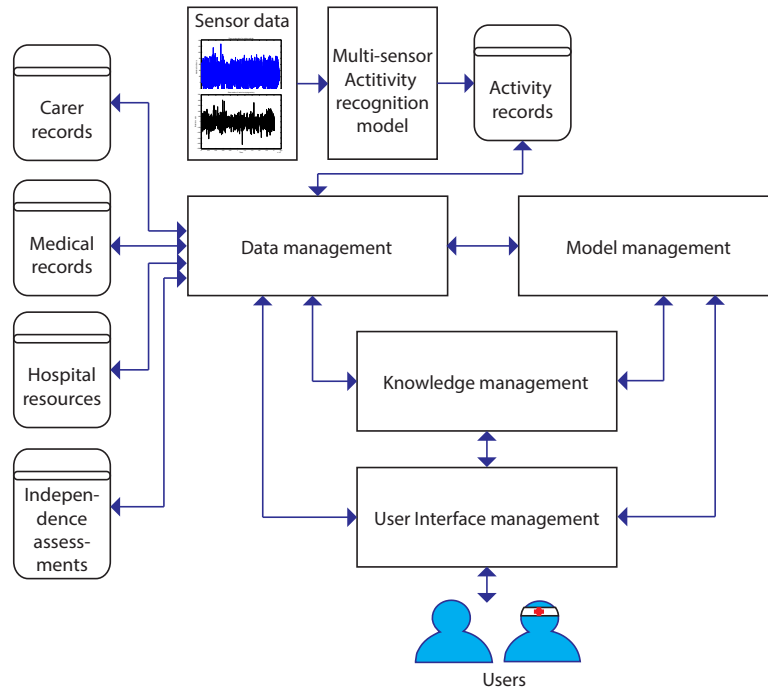 Sensor data
Multi-sensor
Actitivity
recognition
model
Activity
records
Carer
records
Medical
records
Hospital
resources
Indepen-
dence
assess-
ments
Data management
Model management
Knowledge management
User Interface management
Users